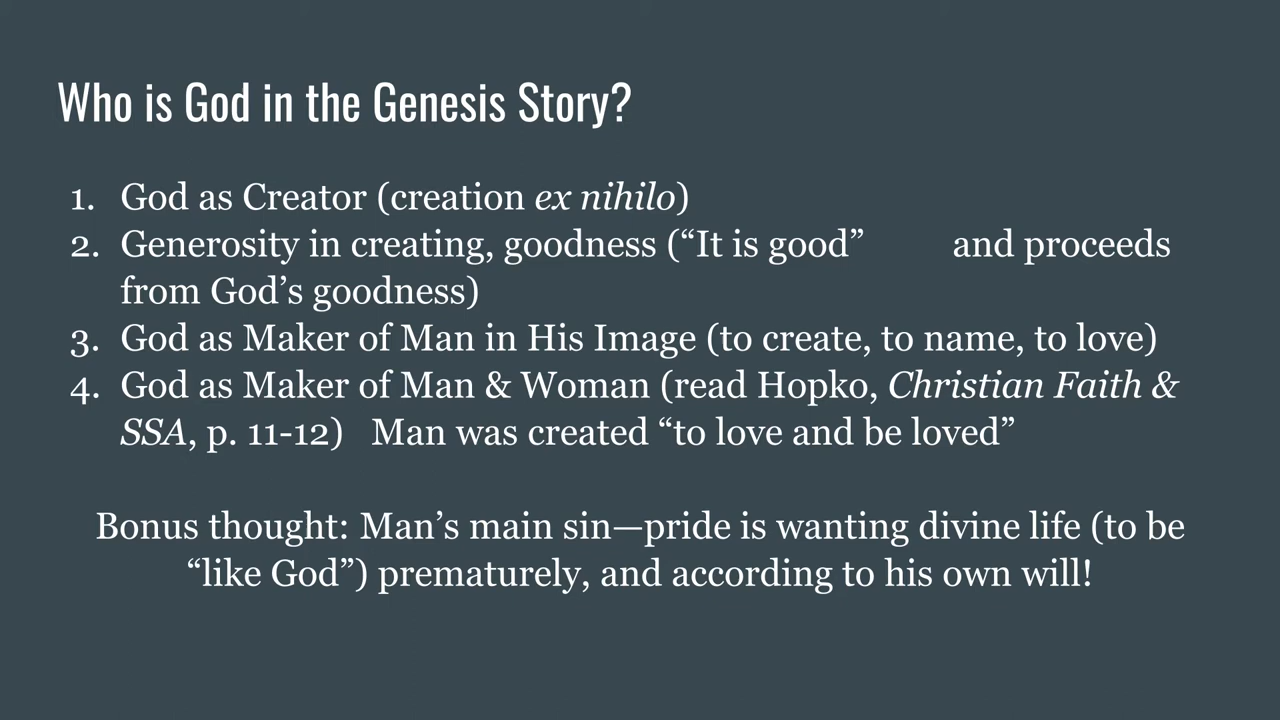 Who is God in the Genesis Story?
1. God as Creator (creation ex nihilo)
2. Generosity in creating, goodness (“It is good” and proceeds
from God’s goodness)
3. God as Maker of Man in His Image (to create, to name, to love)
4. God as Maker of Man & Woman (read Hopko, Christian Faith &
SSA, p. 11-12) Man was created “to love and be loved”
Bonus thought: Man’s main sin—pride is wanting divine life (to be
“like God”) prematurely, and according to his own will!